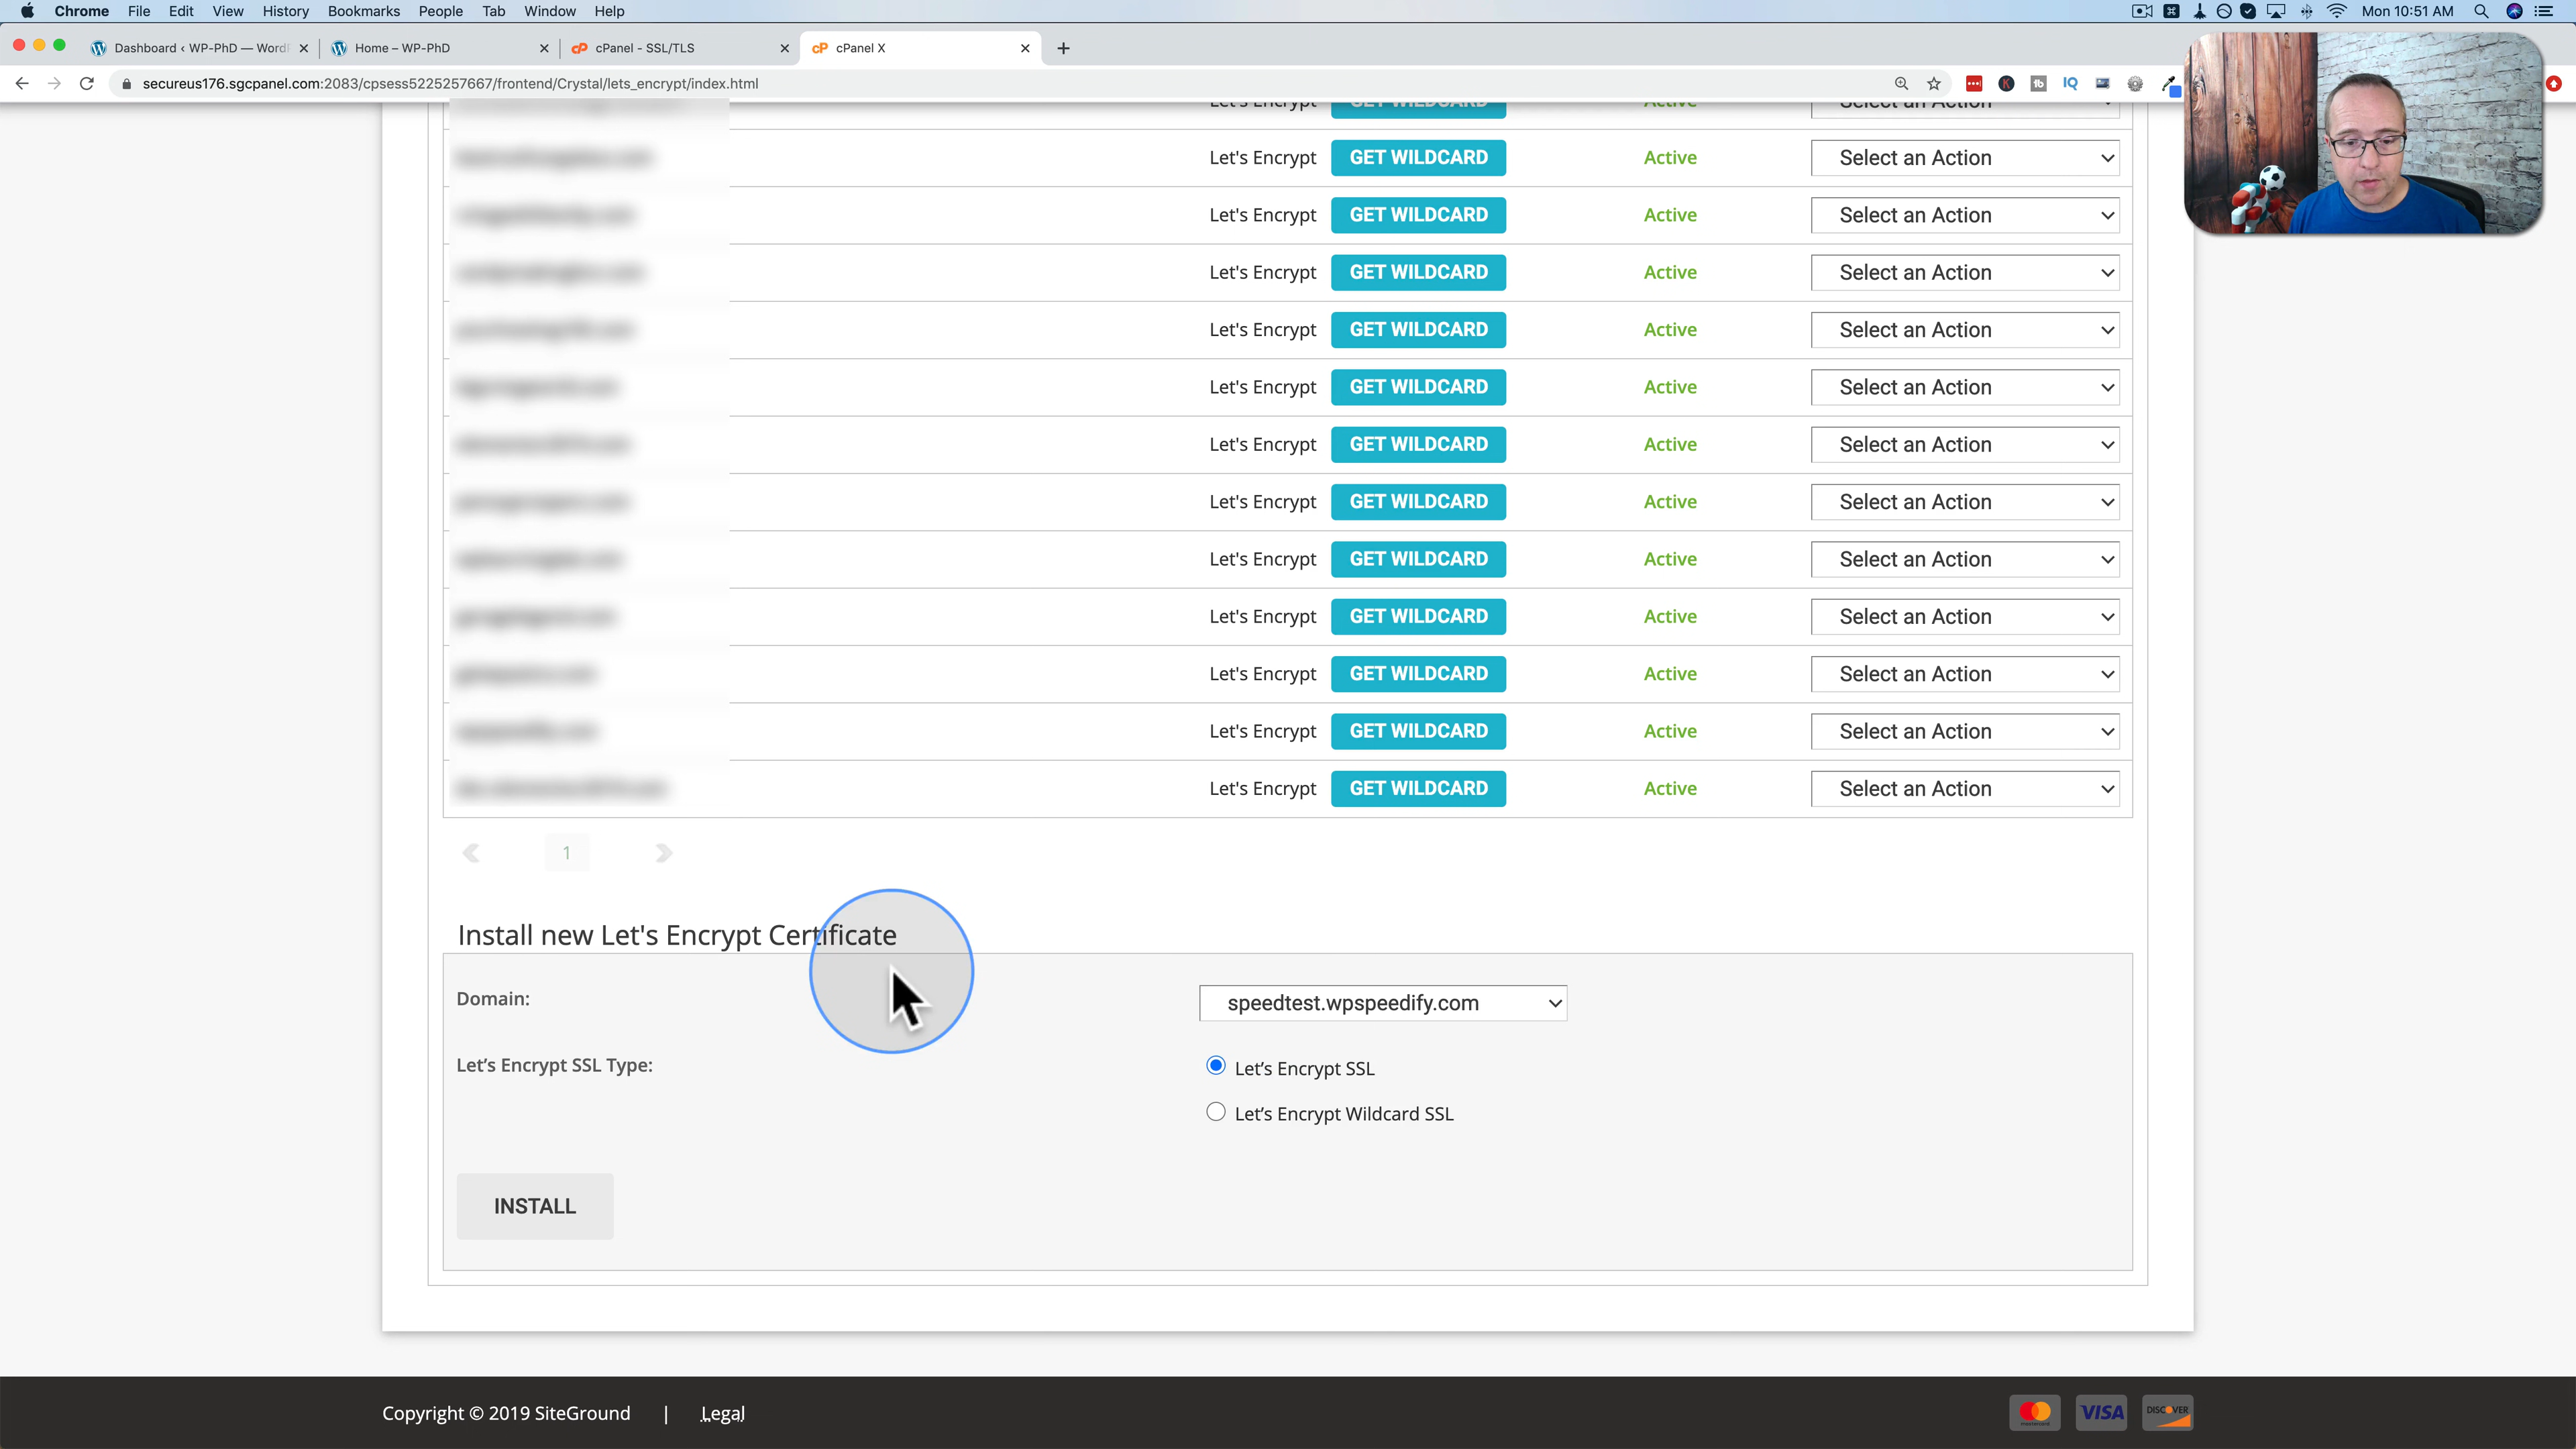 Chrome File Edit View History Bookmarks People Tab Window Help Mon 10:51 AM
Dashboard ‹ WP-PhD — Word Home – WP-PhD cPanel - SSL/TLS cPanel X
secureus176.sgcpanel.com:2083/cpsess5225257667/frontend/Crystal/lets_encrypt/index.html
Let's Encrypt GET WILDCARD Active Select an Action
Let's Encrypt GET WILDCARD Active Select an Action
Let's Encrypt GET WILDCARD Active Select an Action
Let's Encrypt GET WILDCARD Active Select an Action
Let's Encrypt GET WILDCARD Active Select an Action
Let's Encrypt GET WILDCARD Active Select an Action
Let's Encrypt GET WILDCARD Active Select an Action
Let's Encrypt GET WILDCARD Active Select an Action
Let's Encrypt GET WILDCARD Active Select an Action
Let's Encrypt GET WILDCARD Active Select an Action
Let's Encrypt GET WILDCARD Active Select an Action
Let's Encrypt GET WILDCARD Active Select an Action
Let's Encrypt GET WILDCARD Active Select an Action
1
Install new Let's Encrypt Certificate
Domain: speedtest.wpspeedify.com
Let's Encrypt SSL Type: Let's Encrypt SSL
Let's Encrypt Wildcard SSL
INSTALL
Copyright © 2019 SiteGround | Legal
mastercard VISA DISCOVER